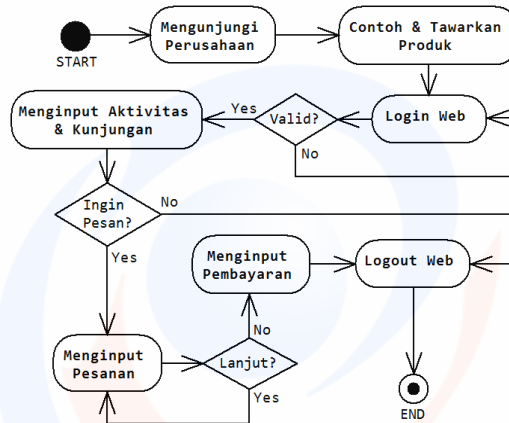 START
Mengunjungi
Perusahaan
Contoh & Tawarkan
Produk
Login Web
Valid?
Yes
No
Menginput Aktivitas
& Kunjungan
Ingin
Pesan?
No
Yes
Menginput
Pesanan
Lanjut?
No
Yes
Menginput
Pembayaran
Logout Web
END